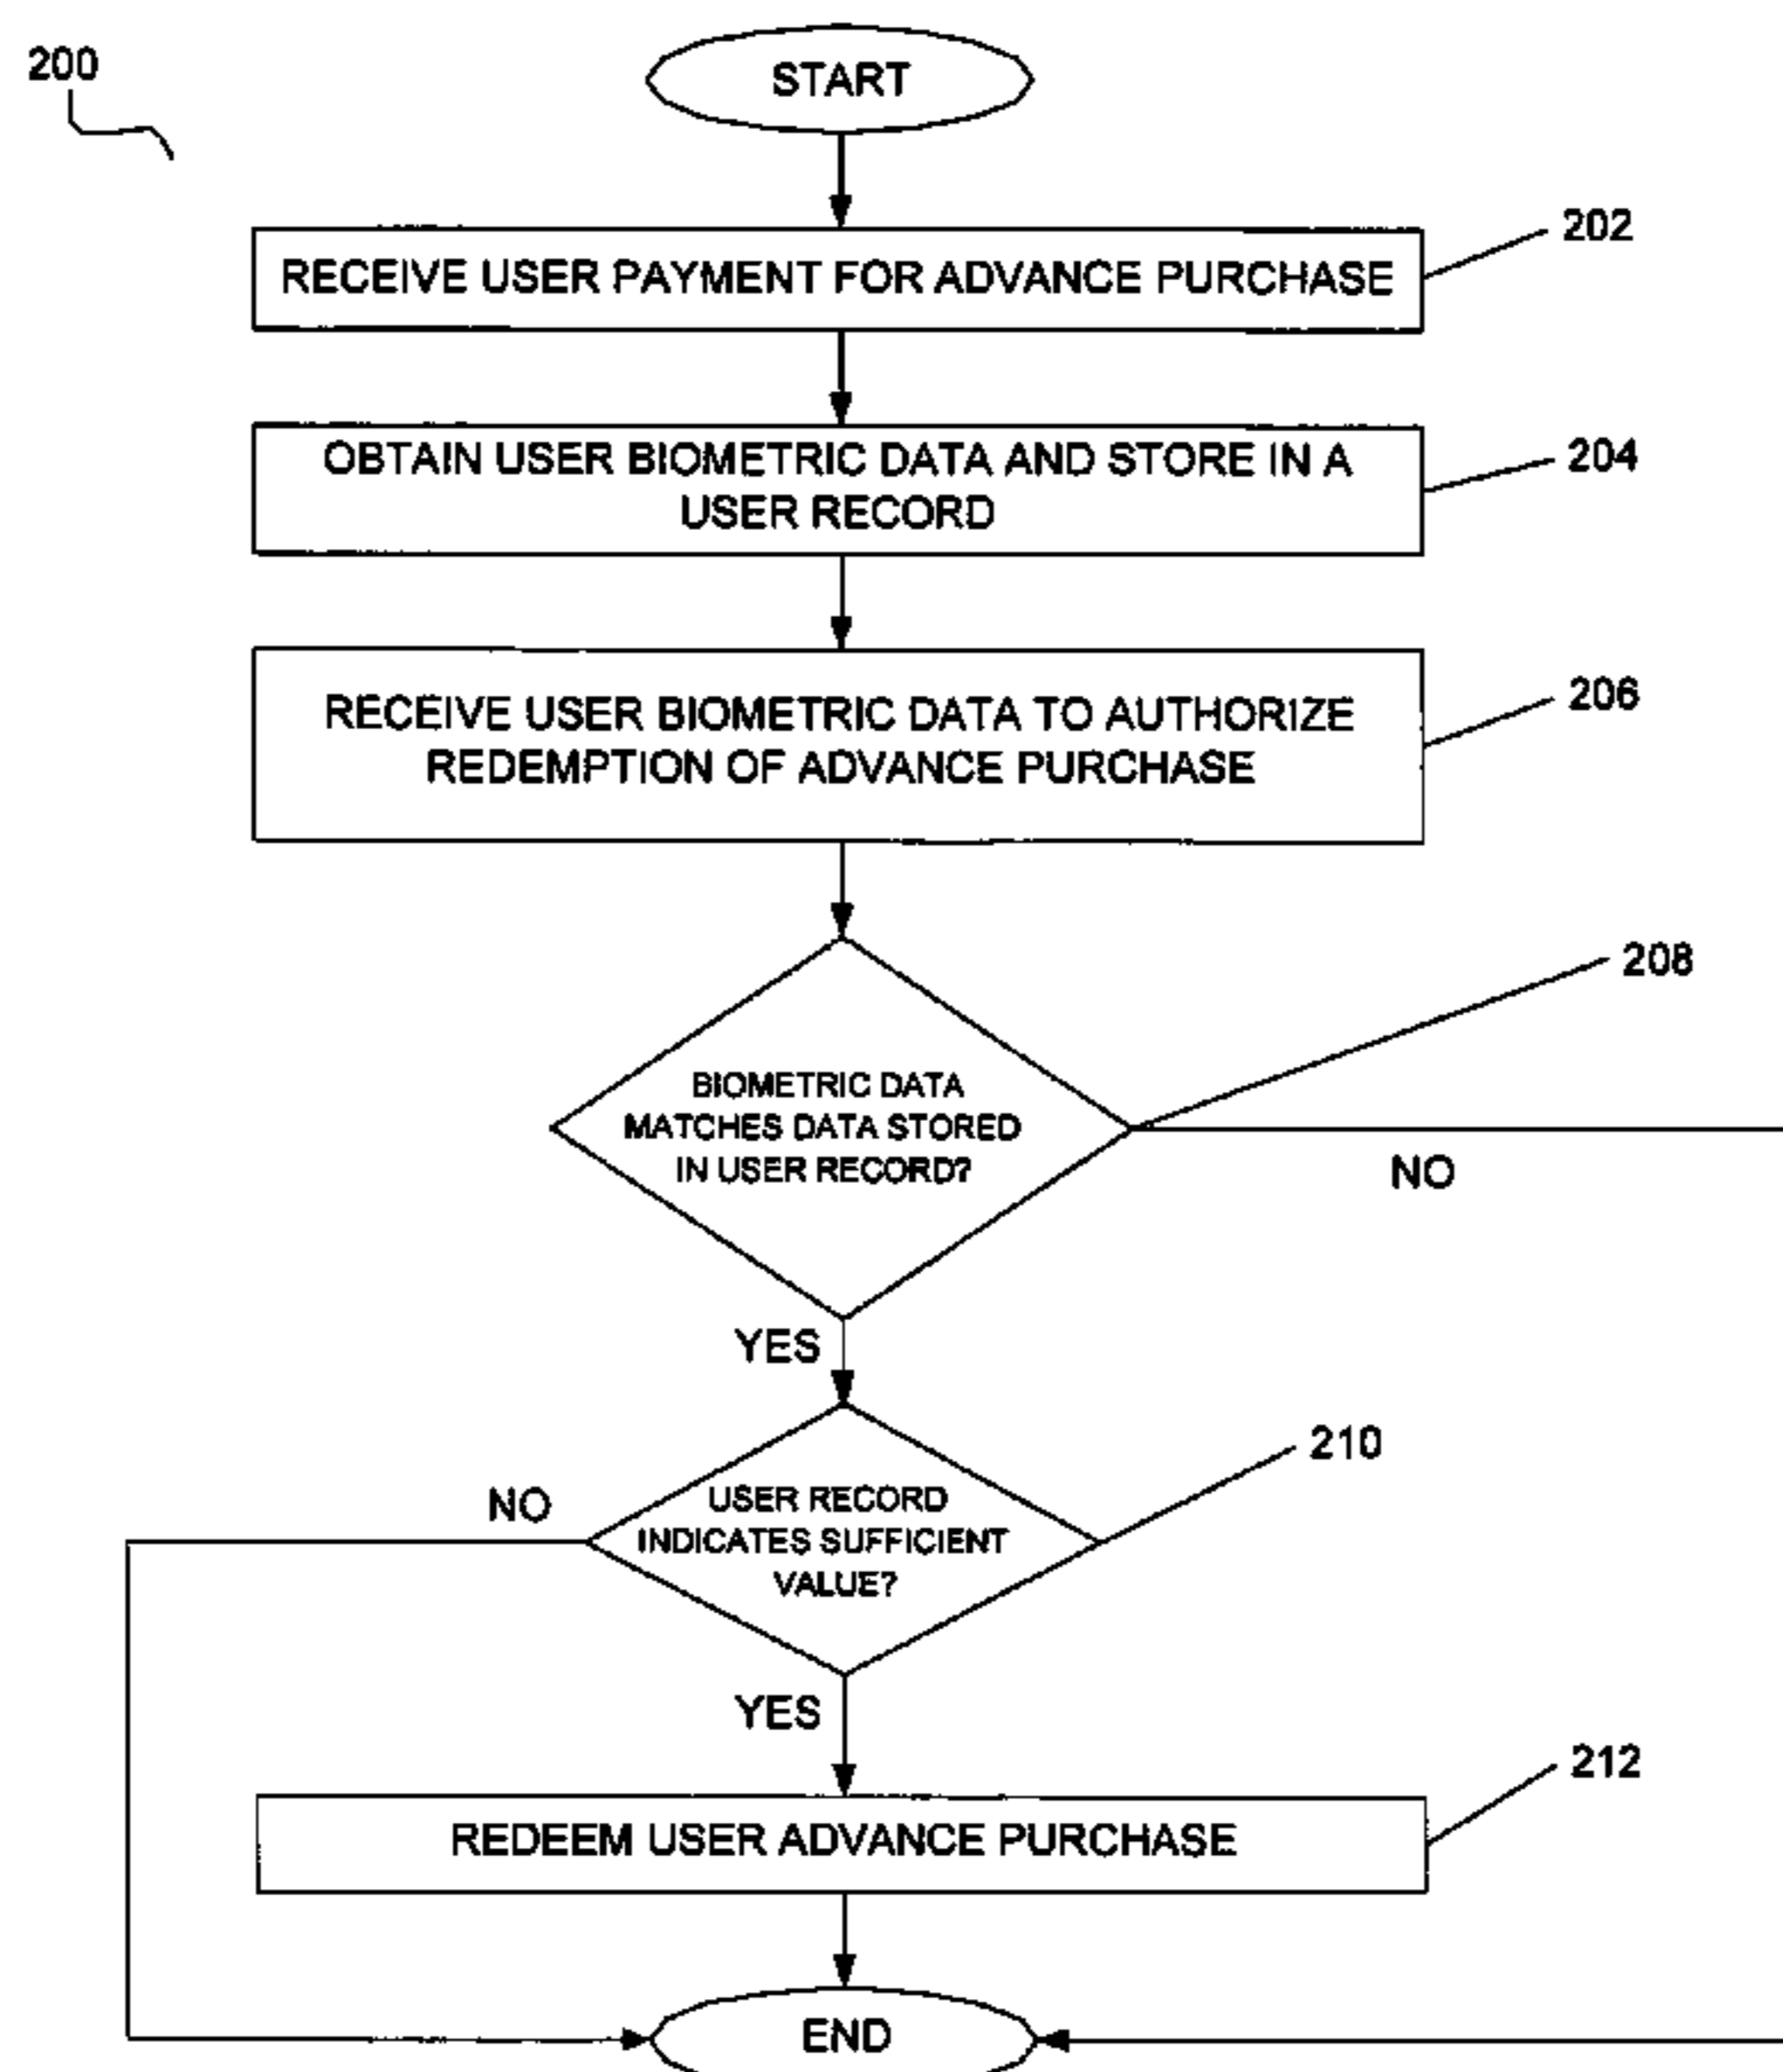 200
START
202
RECEIVE USER PAYMENT FOR ADVANCE PURCHASE
204
OBTAIN USER BIOMETRIC DATA AND STORE IN A
USER RECORD
206
RECEIVE USER BIOMETRIC DATA TO AUTHORIZE
REDEMPTION OF ADVANCE PURCHASE
208
BIOMETRIC DATA
MATCHES DATA STORED
IN USER RECORD?
NO
YES
210
NO
USER RECORD
INDICATES SUFFICIENT
VALUE?
YES
212
REDEEM USER ADVANCE PURCHASE
END